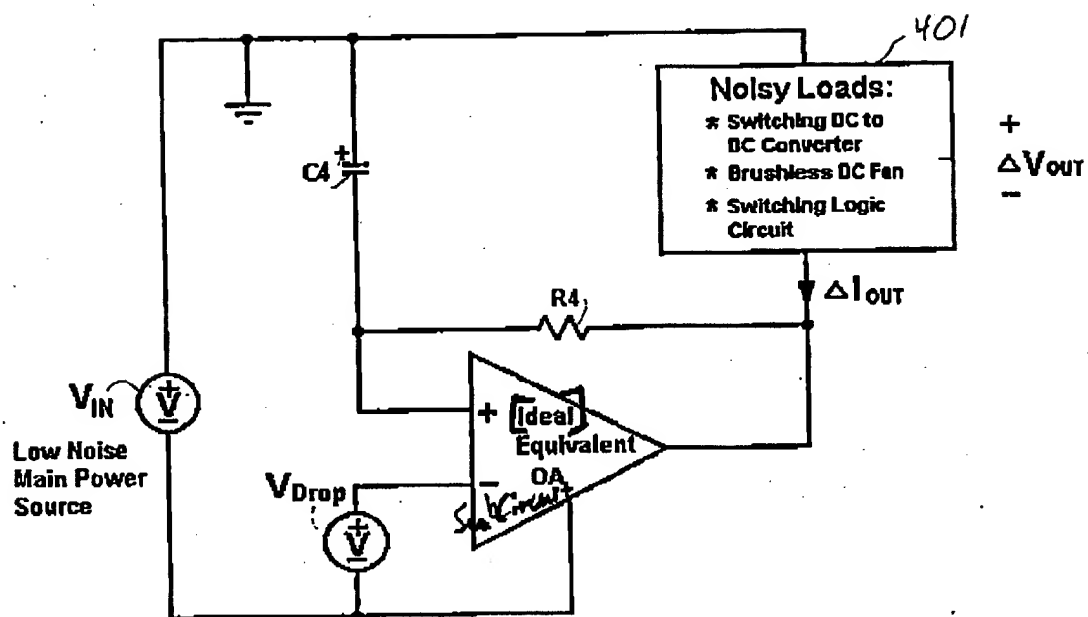 401
Noisy Loads:
* Switching DC to
DC Converter
* Brushless DC Fan
* Switching Logic
Circuit
+
ΔVOUT
−
+
C4
ΔIOUT
R4
VIN
+
V
−
Low Noise
Main Power
Source
+
[Ideal]
Equivalent
OA
−
Circuit
VDrop
+
V
−